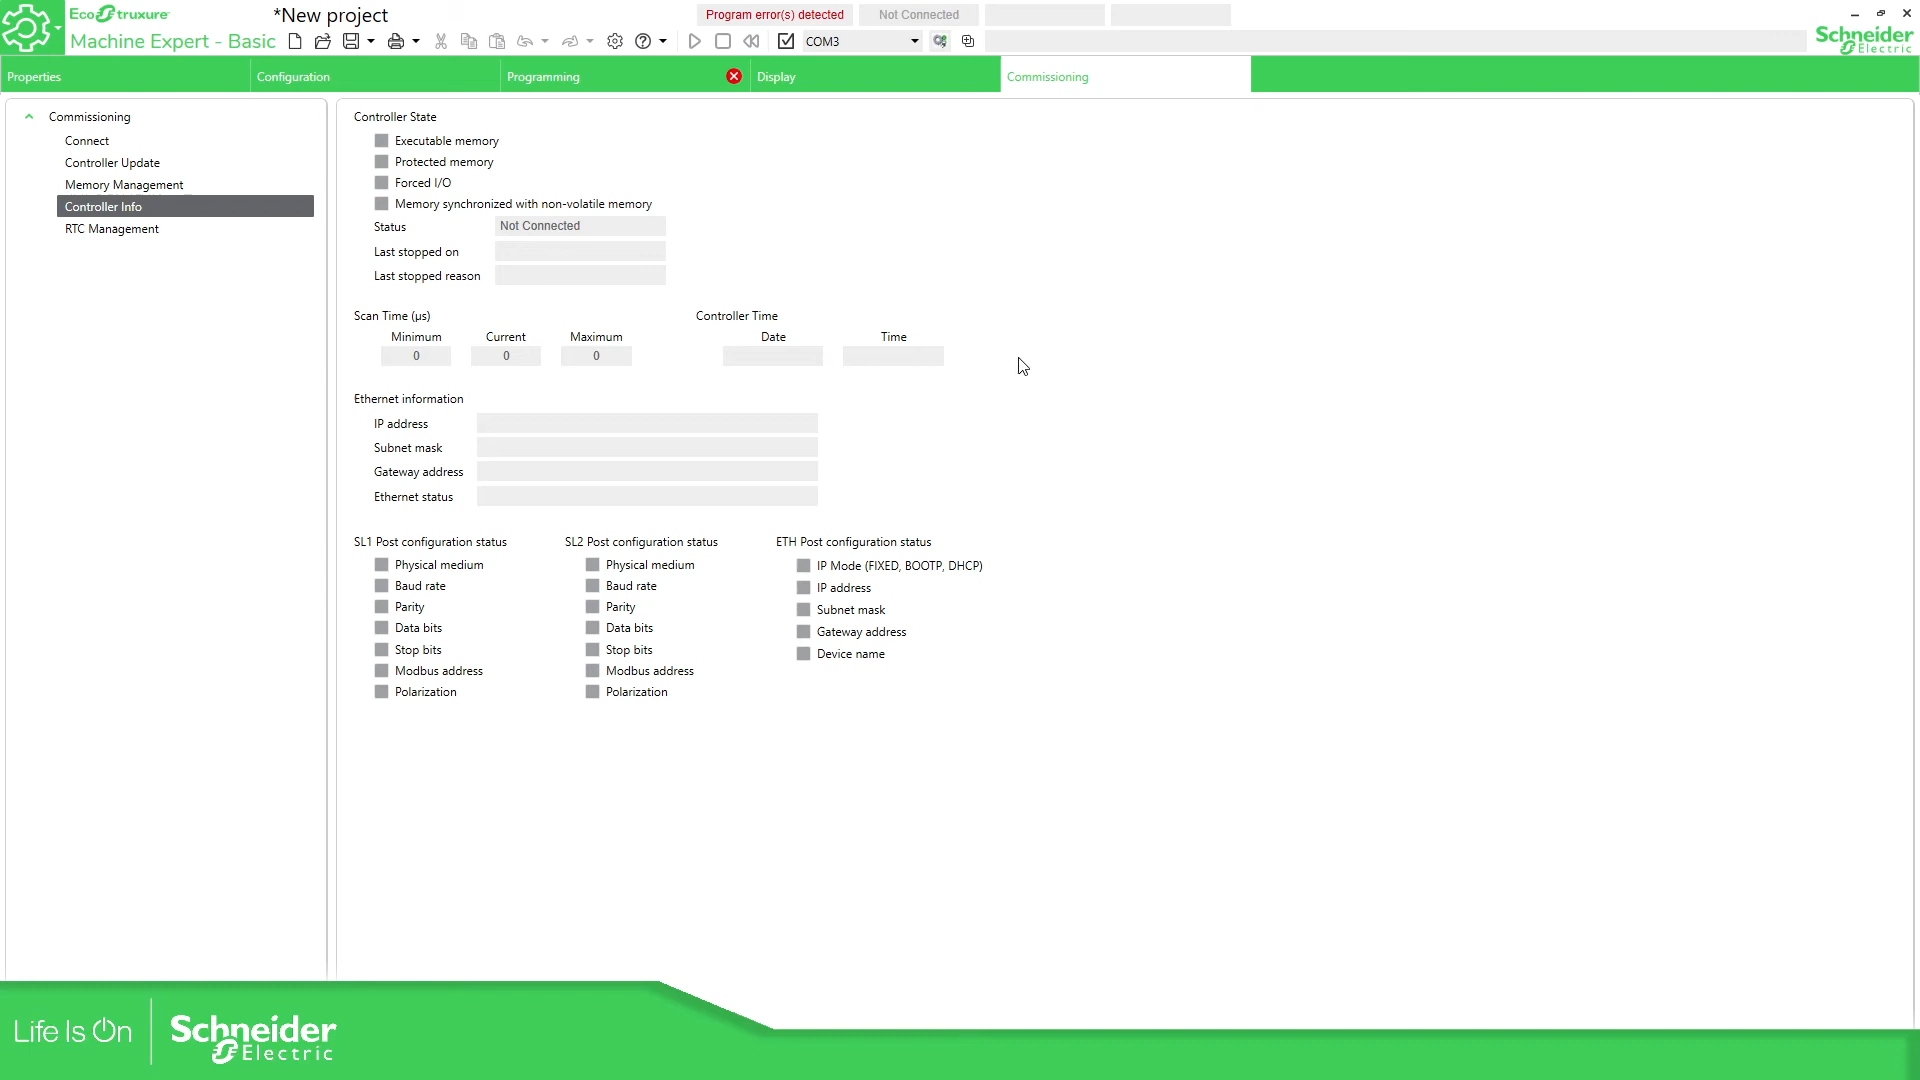 EcoStruxure
Machine Expert - Basic
*New project
Program error(s) detected
Not Connected
COM3
Schneider
Electric
Properties
Configuration
Programming
Display
Commissioning
Commissioning
Connect
Controller Update
Memory Management
Controller Info
RTC Management
Controller State
Executable memory
Protected memory
Forced I/O
Memory synchronized with non-volatile memory
Status
Not Connected
Last stopped on
Last stopped reason
Scan Time (µs)
Minimum Current Maximum
0 0 0
Controller Time
Date Time
Ethernet information
IP address
Subnet mask
Gateway address
Ethernet status
SL1 Post configuration status
Physical medium
Baud rate
Parity
Data bits
Stop bits
Modbus address
Polarization
SL2 Post configuration status
Physical medium
Baud rate
Parity
Data bits
Stop bits
Modbus address
Polarization
ETH Post configuration status
IP Mode (FIXED, BOOTP, DHCP)
IP address
Subnet mask
Gateway address
Device name
Life Is On
Schneider
Electric